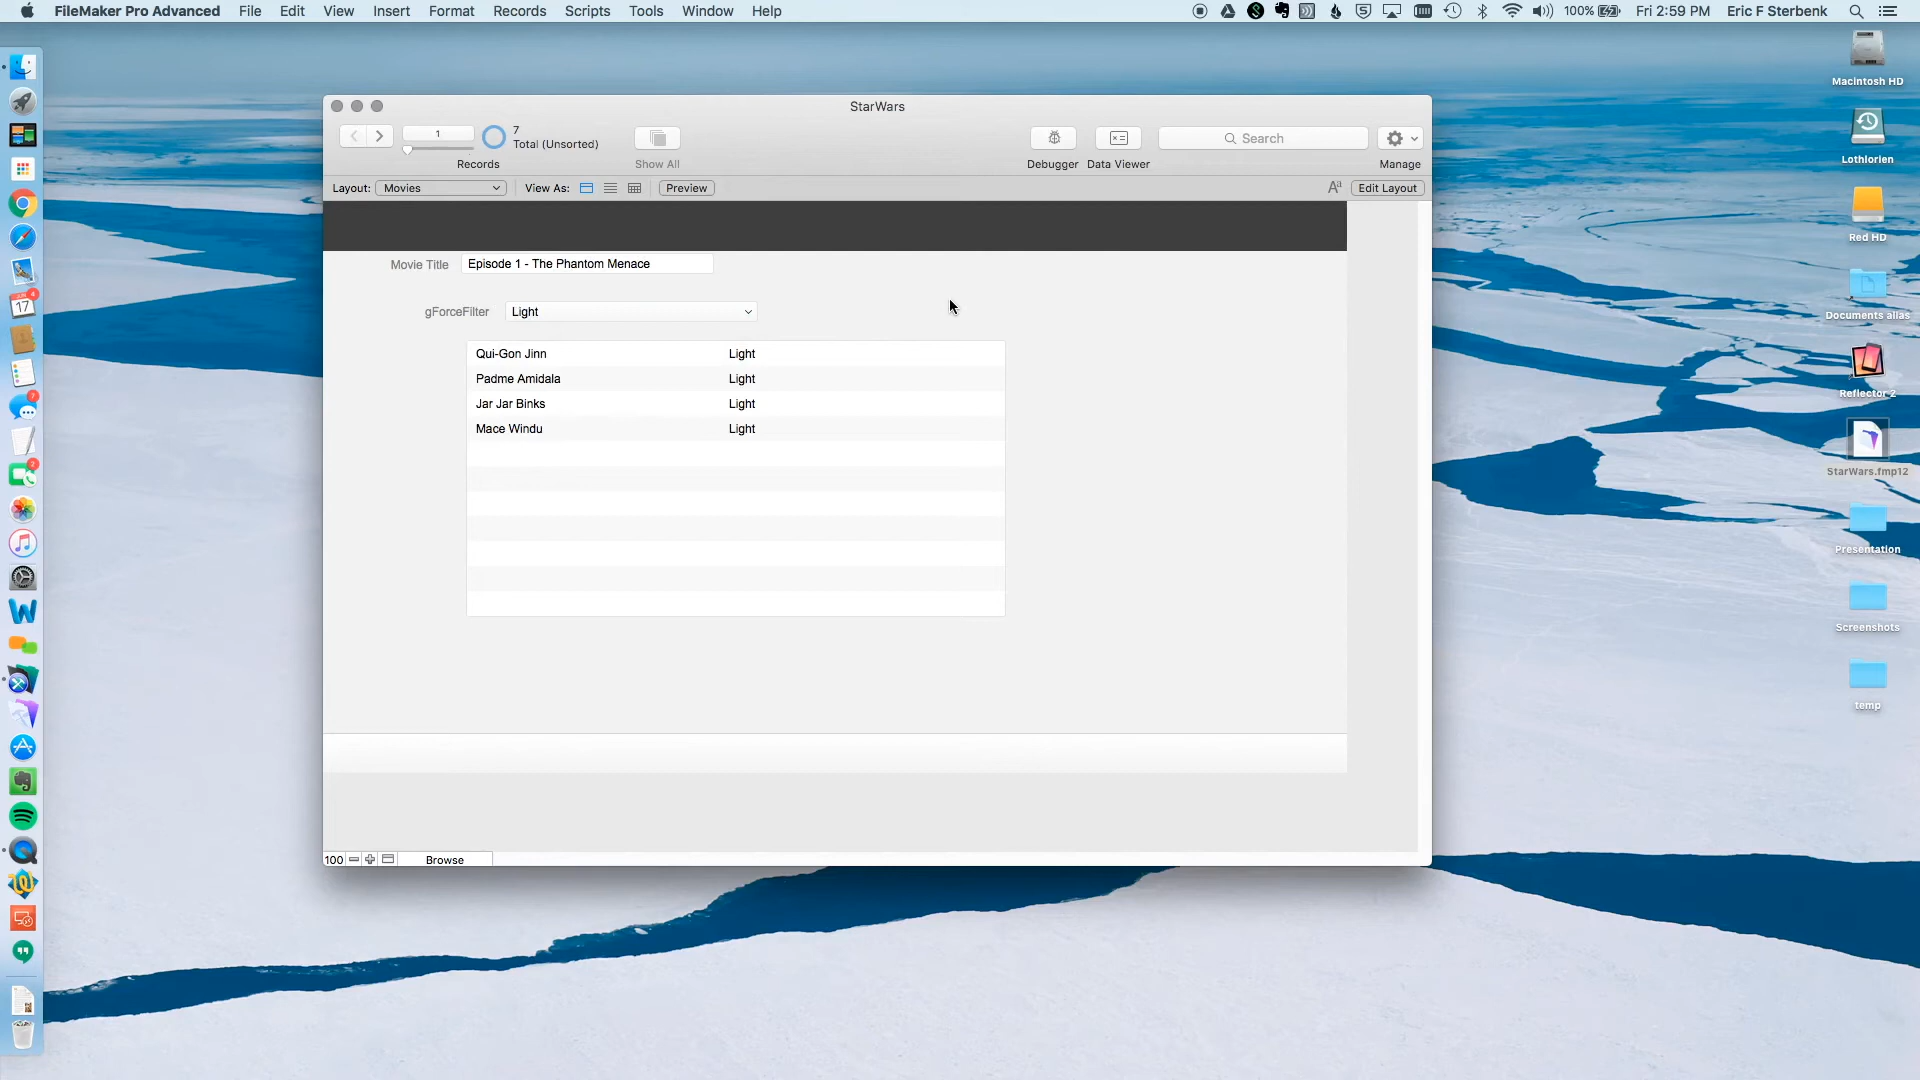 FileMaker Pro Advanced File Edit View Insert Format Records Scripts Tools Window Help
100% Fri 2:59 PM Eric F Sterbenk
StarWars
1
7
Total (Unsorted)
Search
Records
Show All
Debugger
Data Viewer
Manage
Layout: Movies View As: Preview
Edit Layout
Movie Title Episode 1 - The Phantom Menace
gForceFilter Light
Qui-Gon Jinn Light
Padme Amidala Light
Jar Jar Binks Light
Mace Windu Light
100 Browse
Macintosh HD
Lothlorien
Red HD
Documents alias
Reflector 2
StarWars.fmp12
Presentation
Screenshots
temp
17